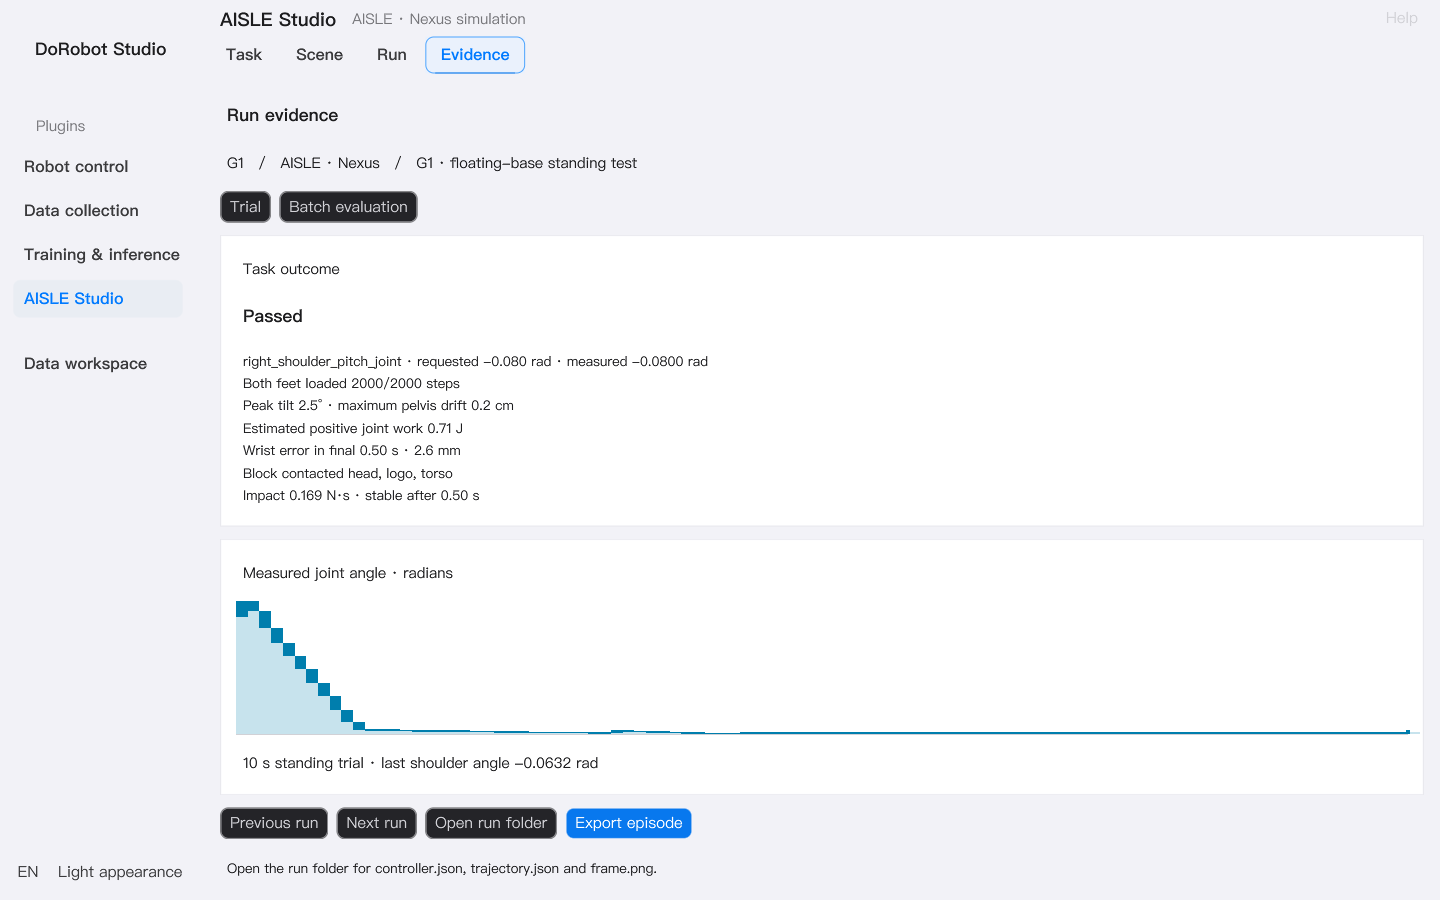 DoRobot Studio
Plugins
Robot control
Data collection
Training & inference
AISLE Studio
Data workspace
EN Light appearance
AISLE Studio AISLE · Nexus simulation
Help
Task Scene Run Evidence
Run evidence
G1 / AISLE · Nexus / G1 · floating-base standing test
Trial Batch evaluation
Task outcome
Passed
right_shoulder_pitch_joint · requested -0.080 rad · measured -0.0800 rad
Both feet loaded 2000/2000 steps
Peak tilt 2.5° · maximum pelvis drift 0.2 cm
Estimated positive joint work 0.71 J
Wrist error in final 0.50 s · 2.6 mm
Block contacted head, logo, torso
Impact 0.169 N·s · stable after 0.50 s
Measured joint angle · radians
10 s standing trial · last shoulder angle -0.0632 rad
Previous run Next run Open run folder Export episode
Open the run folder for controller.json, trajectory.json and frame.png.